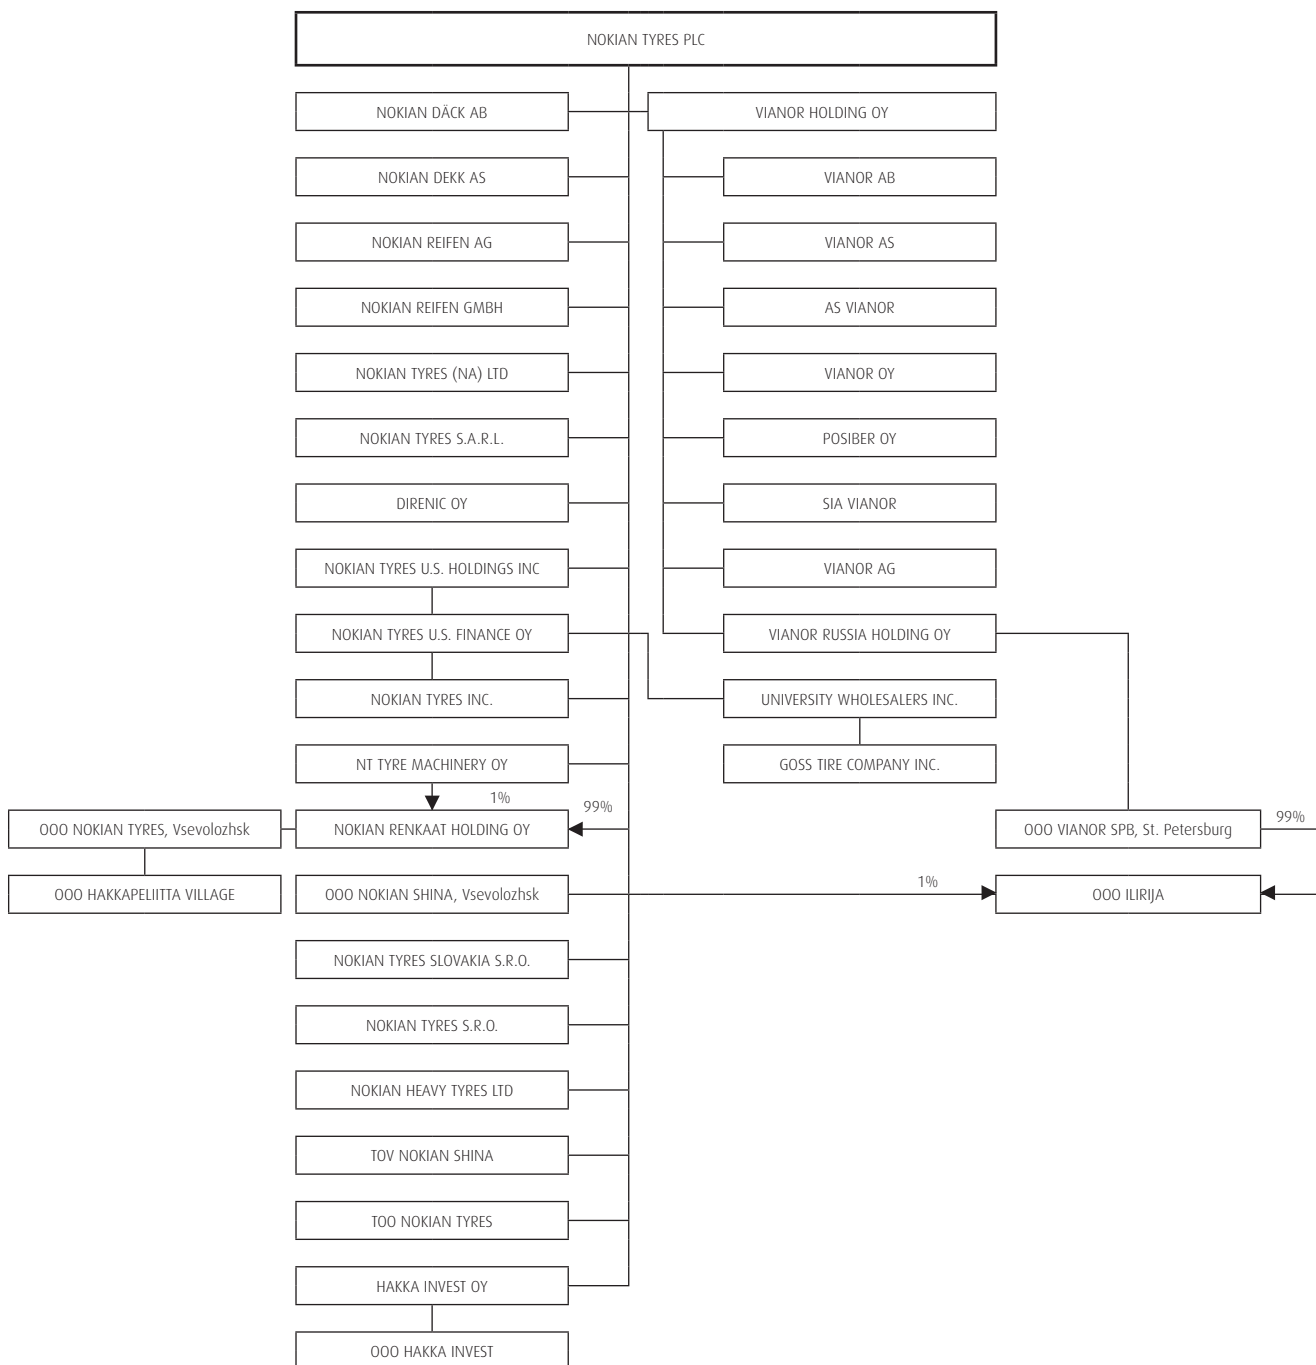 NOKIAN TYRES PLC
NOKIAN DÄCK AB
VIANOR HOLDING OY
NOKIAN DEKK AS
VIANOR AB
NOKIAN REIFEN AG
VIANOR AS
NOKIAN REIFEN GMBH
AS VIANOR
NOKIAN TYRES (NA) LTD
VIANOR OY
NOKIAN TYRES S.A.R.L.
POSIBER OY
DIRENIC OY
SIA VIANOR
NOKIAN TYRES U.S. HOLDINGS INC
VIANOR AG
NOKIAN TYRES U.S. FINANCE OY
VIANOR RUSSIA HOLDING OY
NOKIAN TYRES INC.
UNIVERSITY WHOLESALERS INC.
NT TYRE MACHINERY OY
GOSS TIRE COMPANY INC.
1%
99%
OOO NOKIAN TYRES, Vsevolozhsk
NOKIAN RENKAAT HOLDING OY
OOO VIANOR SPB, St. Petersburg
99%
OOO HAKKAPELIITTA VILLAGE
OOO NOKIAN SHINA, Vsevolozhsk
1%
OOO ILIRIJA
NOKIAN TYRES SLOVAKIA S.R.O.
NOKIAN TYRES S.R.O.
NOKIAN HEAVY TYRES LTD
TOV NOKIAN SHINA
TOO NOKIAN TYRES
HAKKA INVEST OY
OOO HAKKA INVEST